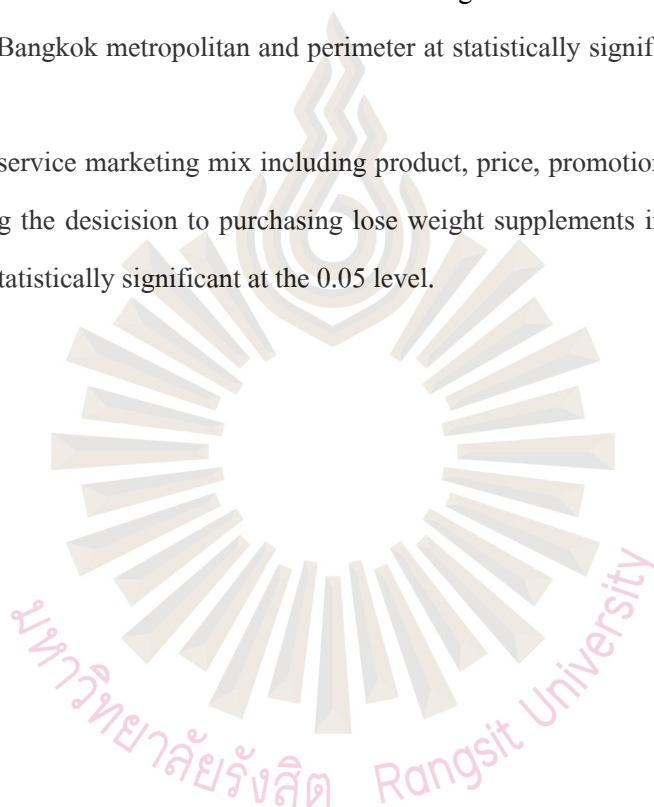 Bangkok metropolitan and perimeter at statistically signif
service marketing mix including product, price, promotion
g the desicision to purchasing lose weight supplements i
tatistically significant at the 0.05 level.
มหาวิทยาลัยรังสิต Rangsit University